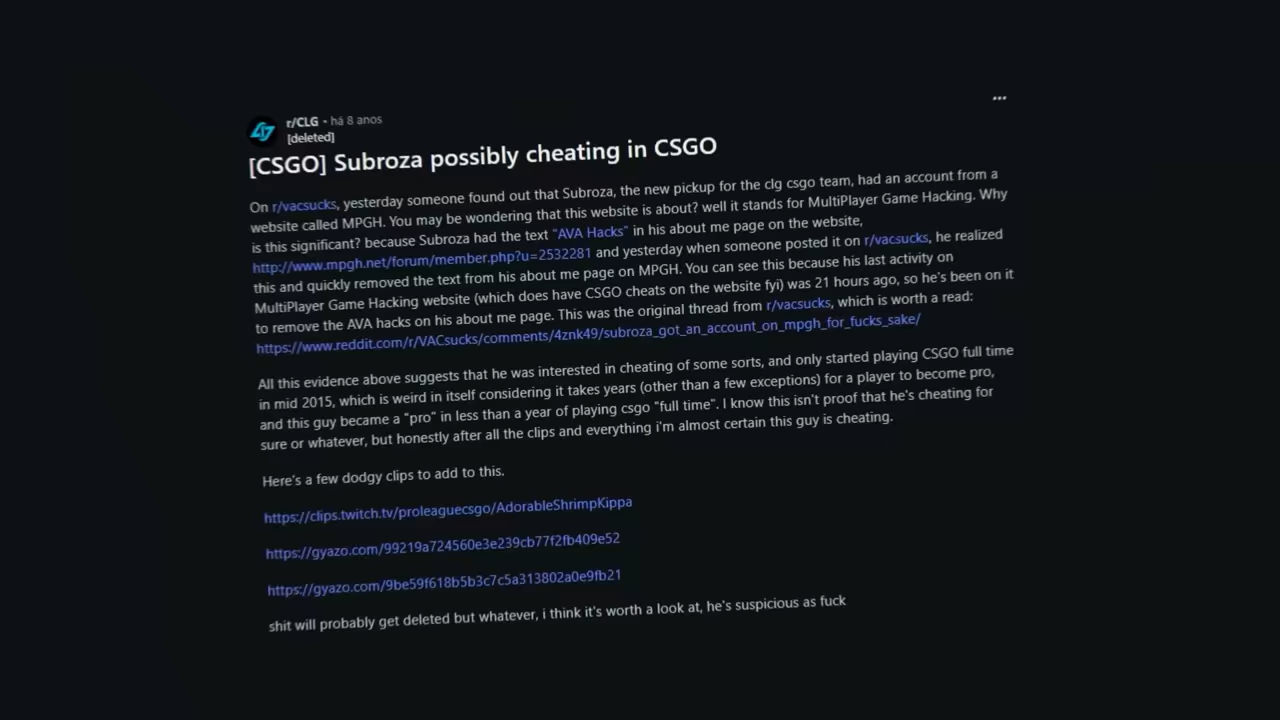 r/CLG • há 8 anos
[deleted]
[CSGO] Subroza possibly cheating in CSGO
On r/vacsucks, yesterday someone found out that Subroza, the new pickup for the clg csgo team, had an account from a
website called MPGH. You may be wondering that this website is about? well it stands for MultiPlayer Game Hacking. Why
is this significant? because Subroza had the text "AVA Hacks" in his about me page on the website,
http://www.mpgh.net/forum/member.php?u=2532281 and yesterday when someone posted it on r/vacsucks, he realized
this and quickly removed the text from his about me page on MPGH. You can see this because his last activity on
MultiPlayer Game Hacking website (which does have CSGO cheats on the website fyi) was 21 hours ago, so he's been on it
to remove the AVA hacks on his about me page. This was the original thread from r/vacsucks, which is worth a read:
https://www.reddit.com/r/VACsucks/comments/4znk49/subroza_got_an_account_on_mpgh_for_fucks_sake/
All this evidence above suggests that he was interested in cheating of some sorts, and only started playing CSGO full time
in mid 2015, which is weird in itself considering it takes years (other than a few exceptions) for a player to become pro,
and this guy became a "pro" in less than a year of playing csgo "full time". I know this isn't proof that he's cheating for
sure or whatever, but honestly after all the clips and everything i'm almost certain this guy is cheating.
Here's a few dodgy clips to add to this.
https://clips.twitch.tv/proleaguecsgo/AdorableShrimpKippa
https://gyazo.com/99219a724560e3e239cb77f2fb409e52
https://gyazo.com/9be59f618b5b3c7c5a313802a0e9fb21
shit will probably get deleted but whatever, i think it's worth a look at, he's suspicious as fuck